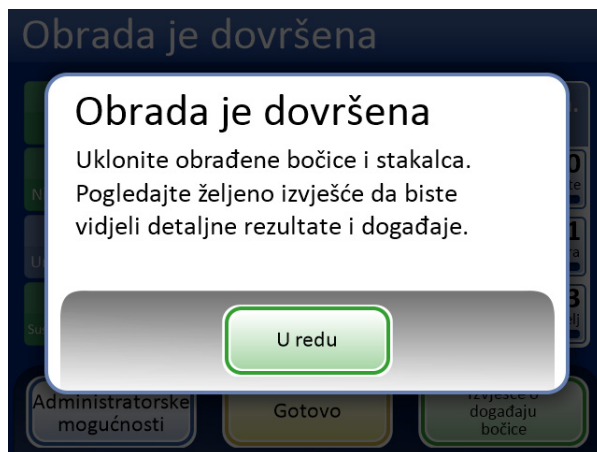 Obrada je dovršena
Obrada je dovršena
Uklonite obrađene bočice i stakalca.
Pogledajte željeno izvješće da biste
vidjeli detaljne rezultate i događaje.
U redu
Administratorske
mogućnosti
Gotovo
Izvješće o
događaju
bočice